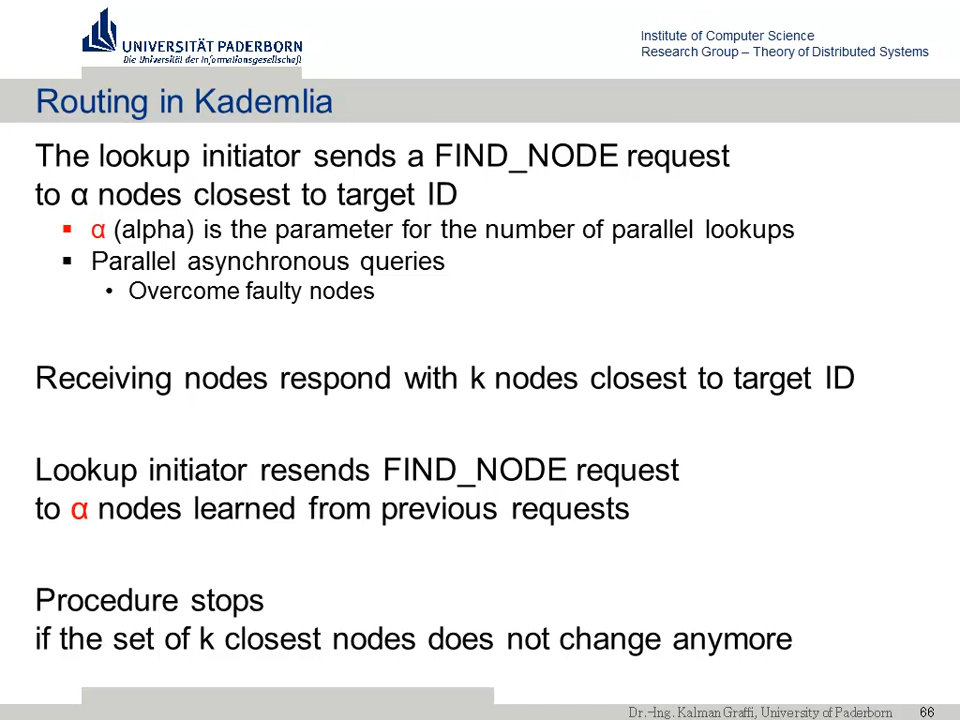 UNIVERSITÄT PADERBORN
Die Universität der Informationsgesellschaft
Institute of Computer Science
Research Group – Theory of Distributed Systems
Routing in Kademlia
The lookup initiator sends a FIND_NODE request
to α nodes closest to target ID
▪ α (alpha) is the parameter for the number of parallel lookups
▪ Parallel asynchronous queries
• Overcome faulty nodes
Receiving nodes respond with k nodes closest to target ID
Lookup initiator resends FIND_NODE request
to α nodes learned from previous requests
Procedure stops
if the set of k closest nodes does not change anymore
Dr.-Ing. Kalman Graffi, University of Paderborn 66